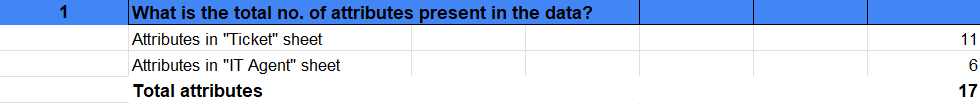 1 What is the total no. of attributes present in the data?
Attributes in "Ticket" sheet 11
Attributes in "IT Agent" sheet 6
Total attributes 17